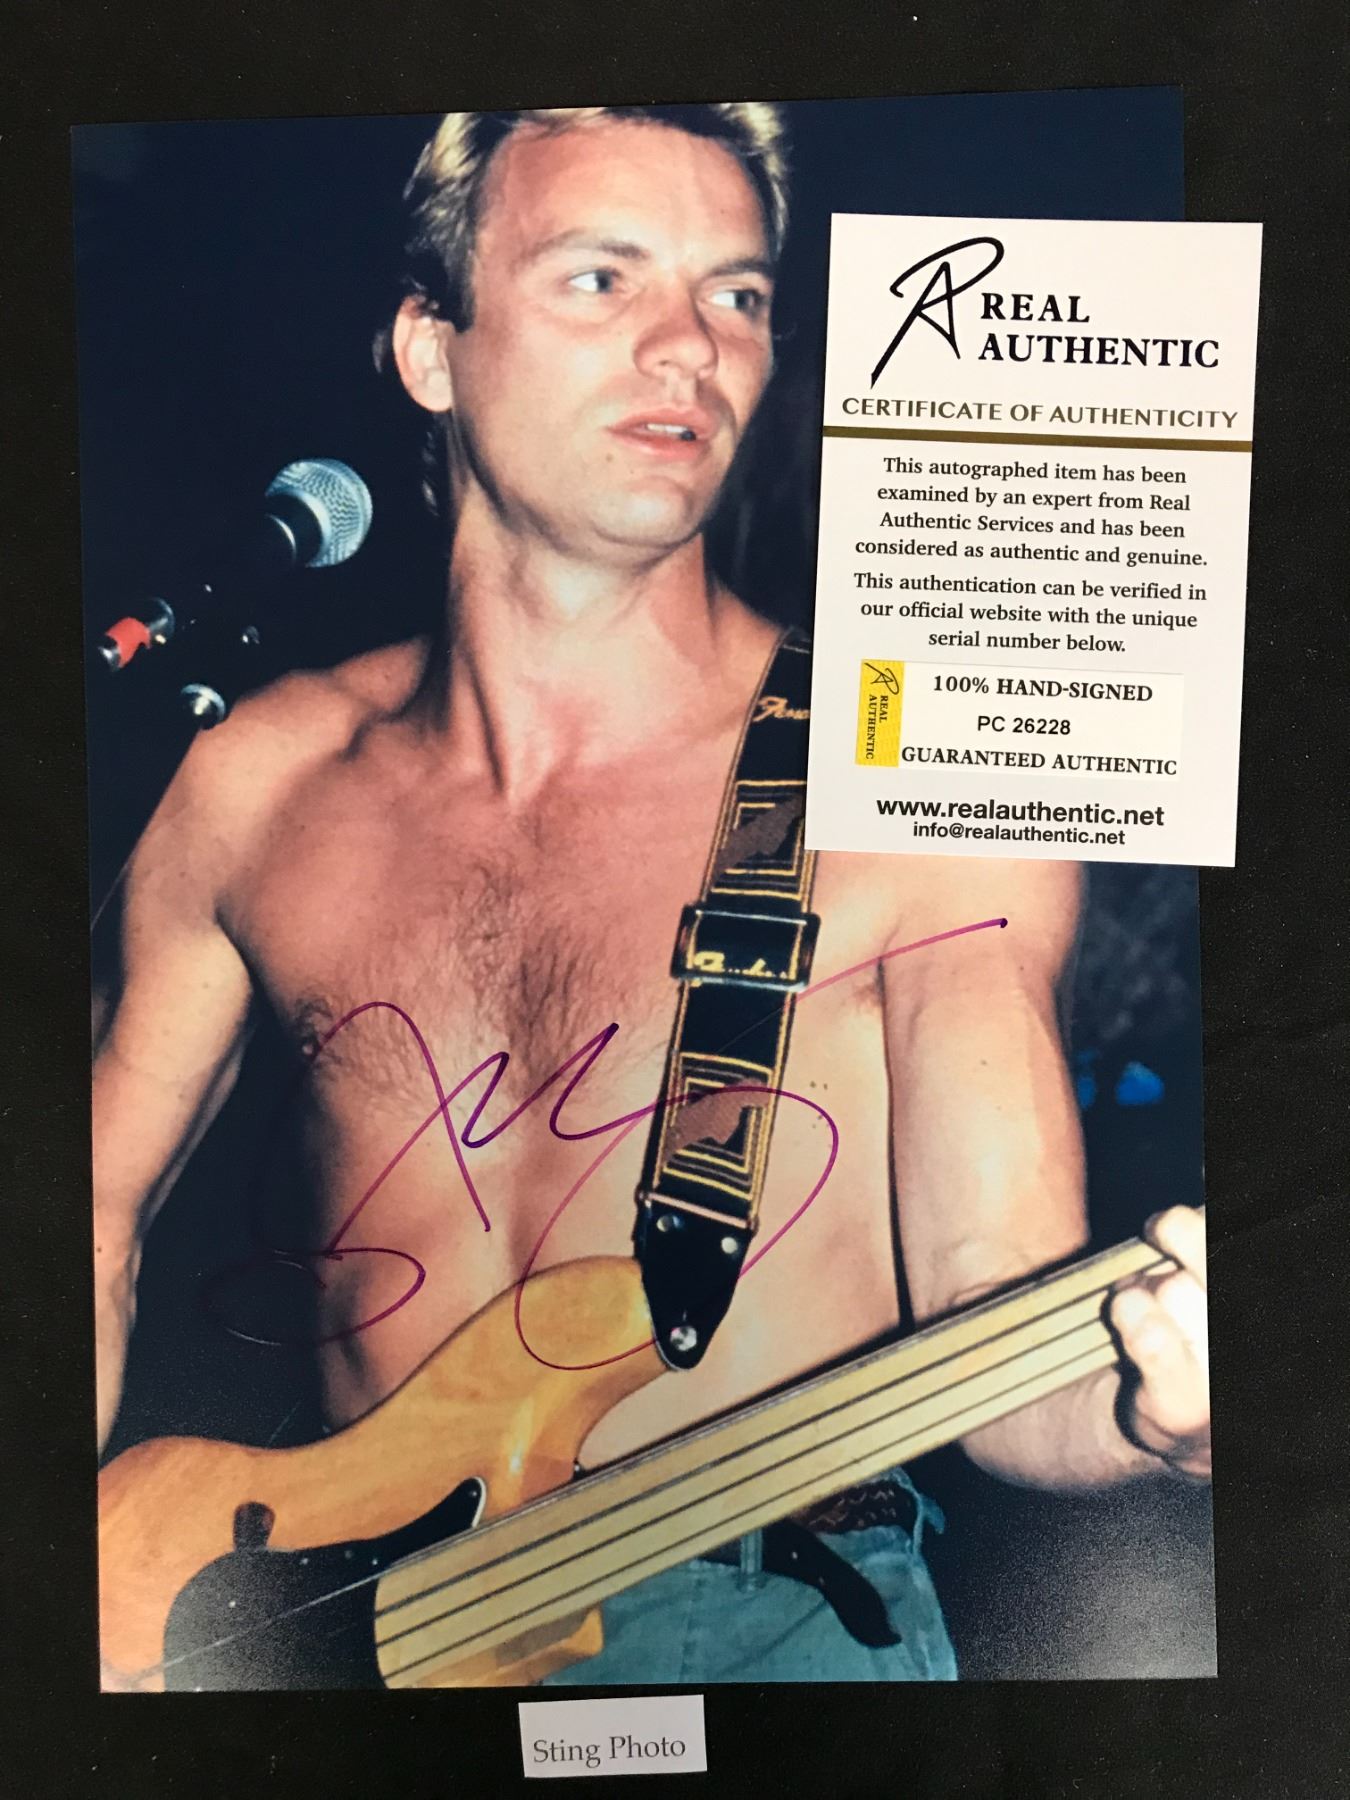 REAL
AUTHENTIC
CERTIFICATE OF AUTHENTICITY
This autographed item has been
examined by an expert from Real
Authentic Services and has been
considered as authentic and genuine.
This authentication can be verified in
our official website with the unique
serial number below.
REAL
AUTHENTIC
100% HAND-SIGNED
PC 26228
GUARANTEED AUTHENTIC
www.realauthentic.net
info@realauthentic.net
Sting Photo